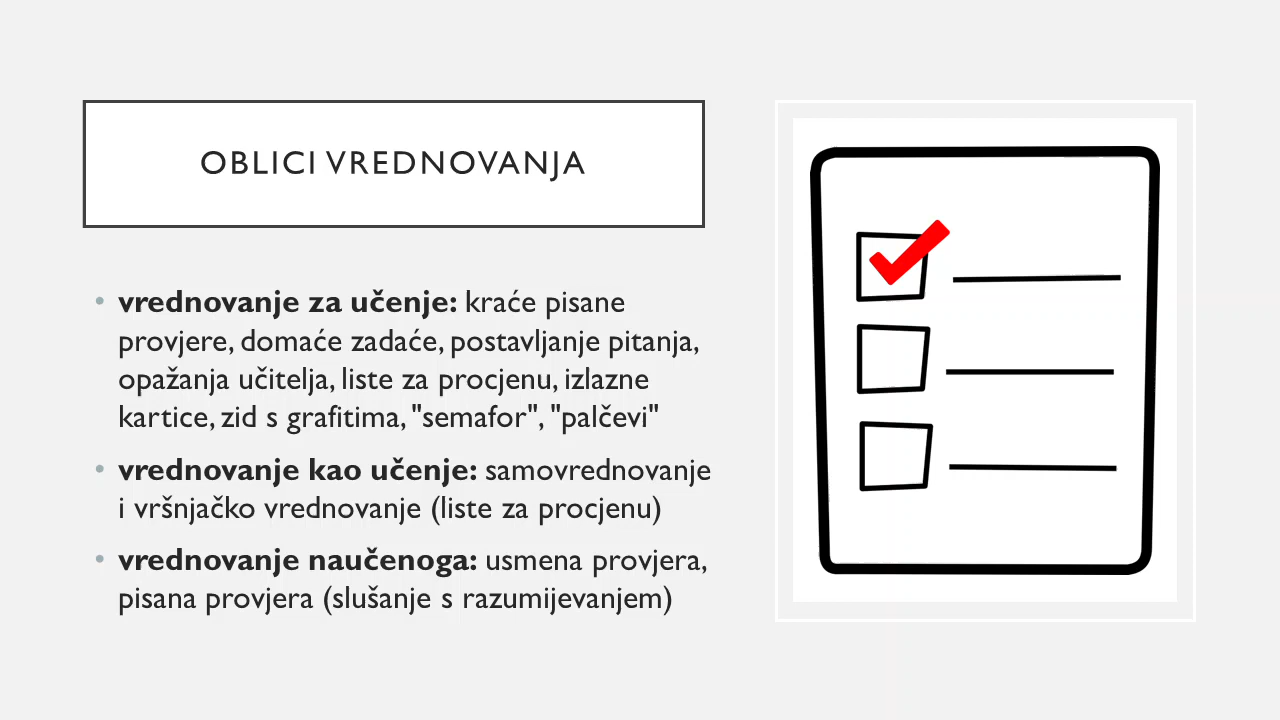 OBLICI VREDNOVANJA
• vrednovanje za učenje: kraće pisane
provjere, domaće zadaće, postavljanje pitanja,
opažanja učitelja, liste za procjenu, izlazne
kartice, zid s grafitima, "semafor", "palčevi"
• vrednovanje kao učenje: samovrednovanje
i vršnjačko vrednovanje (liste za procjenu)
• vrednovanje naučenoga: usmena provjera,
pisana provjera (slušanje s razumijevanjem)